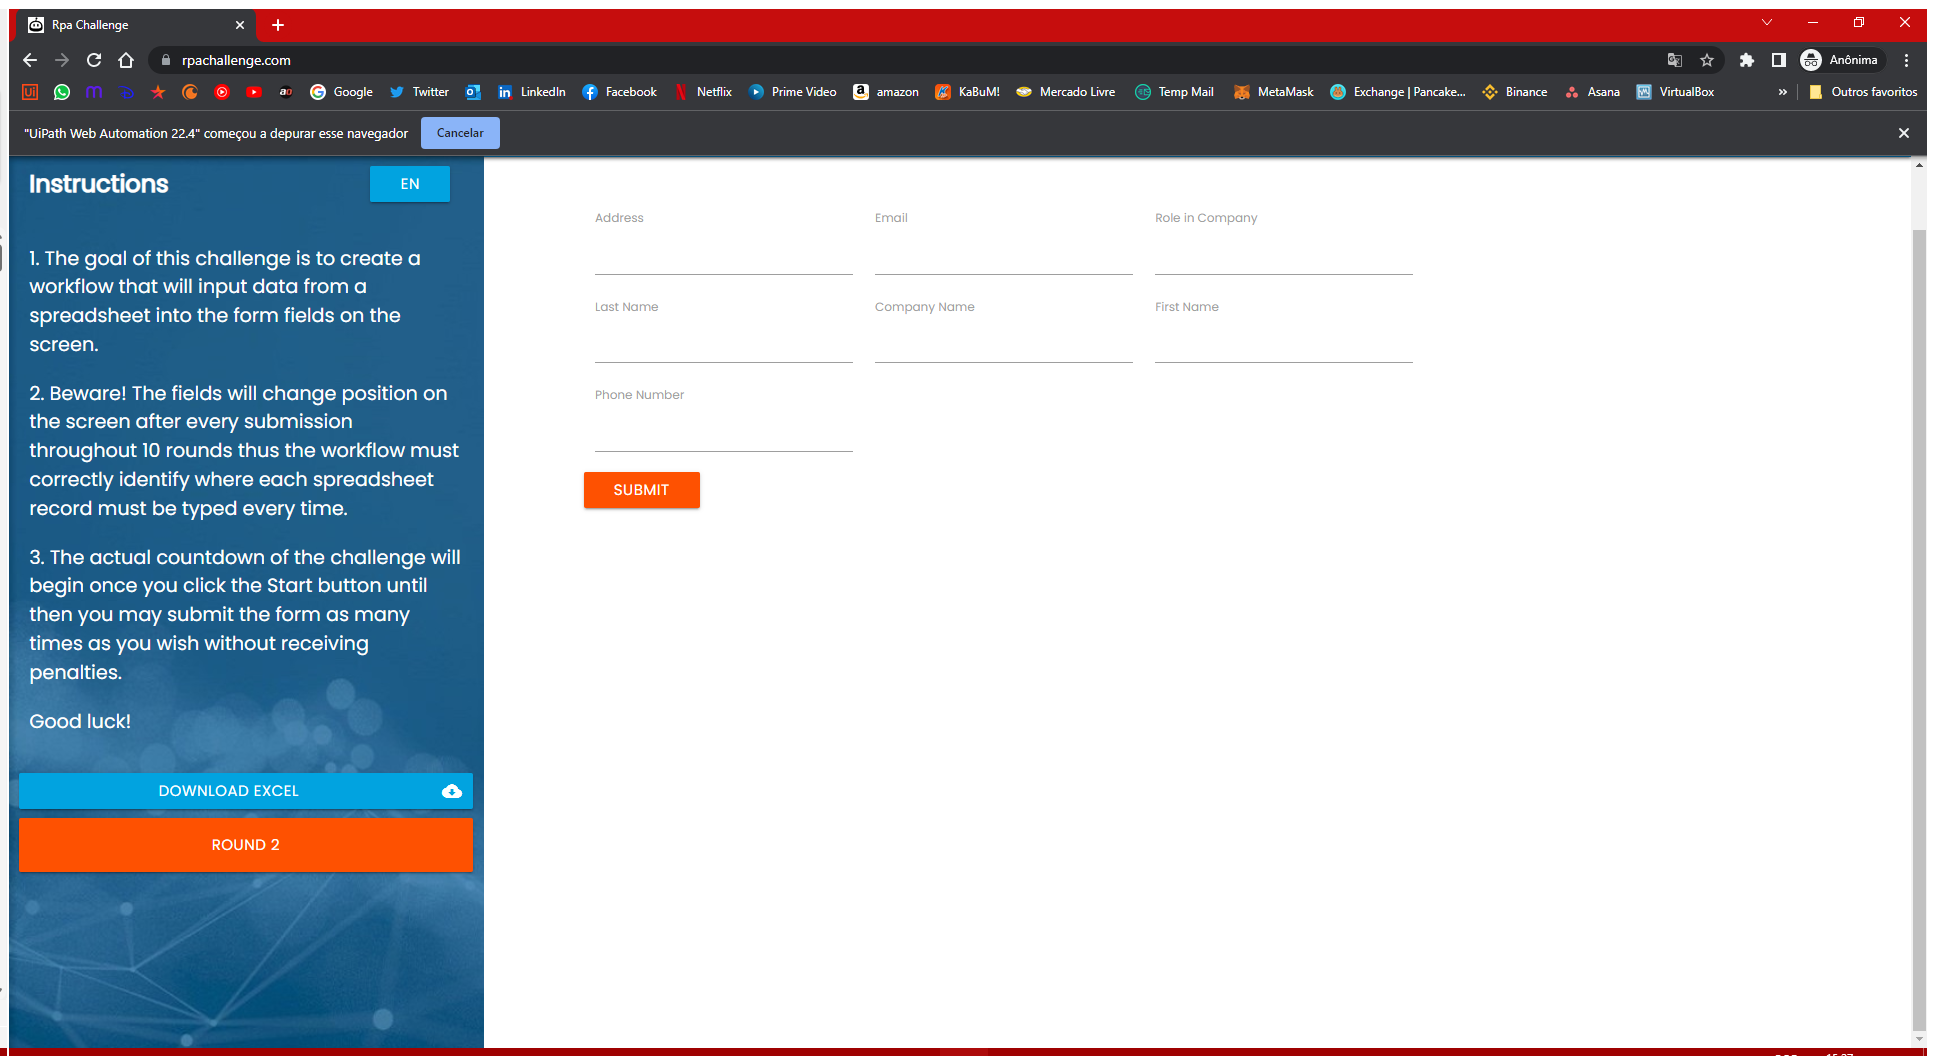 Rpa Challenge
rpachallenge.com
Anônima
Google Twitter LinkedIn Facebook Netflix Prime Video amazon KaBuM! Mercado Livre Temp Mail MetaMask Exchange | Pancake... Binance Asana VirtualBox » Outros favoritos
"UiPath Web Automation 22.4" começou a depurar esse navegador Cancelar
Instructions
EN
1. The goal of this challenge is to create a
workflow that will input data from a
spreadsheet into the form fields on the
screen.
2. Beware! The fields will change position on
the screen after every submission
throughout 10 rounds thus the workflow must
correctly identify where each spreadsheet
record must be typed every time.
3. The actual countdown of the challenge will
begin once you click the Start button until
then you may submit the form as many
times as you wish without receiving
penalties.
Good luck!
DOWNLOAD EXCEL
ROUND 2
Address Email Role in Company
Last Name Company Name First Name
Phone Number
SUBMIT